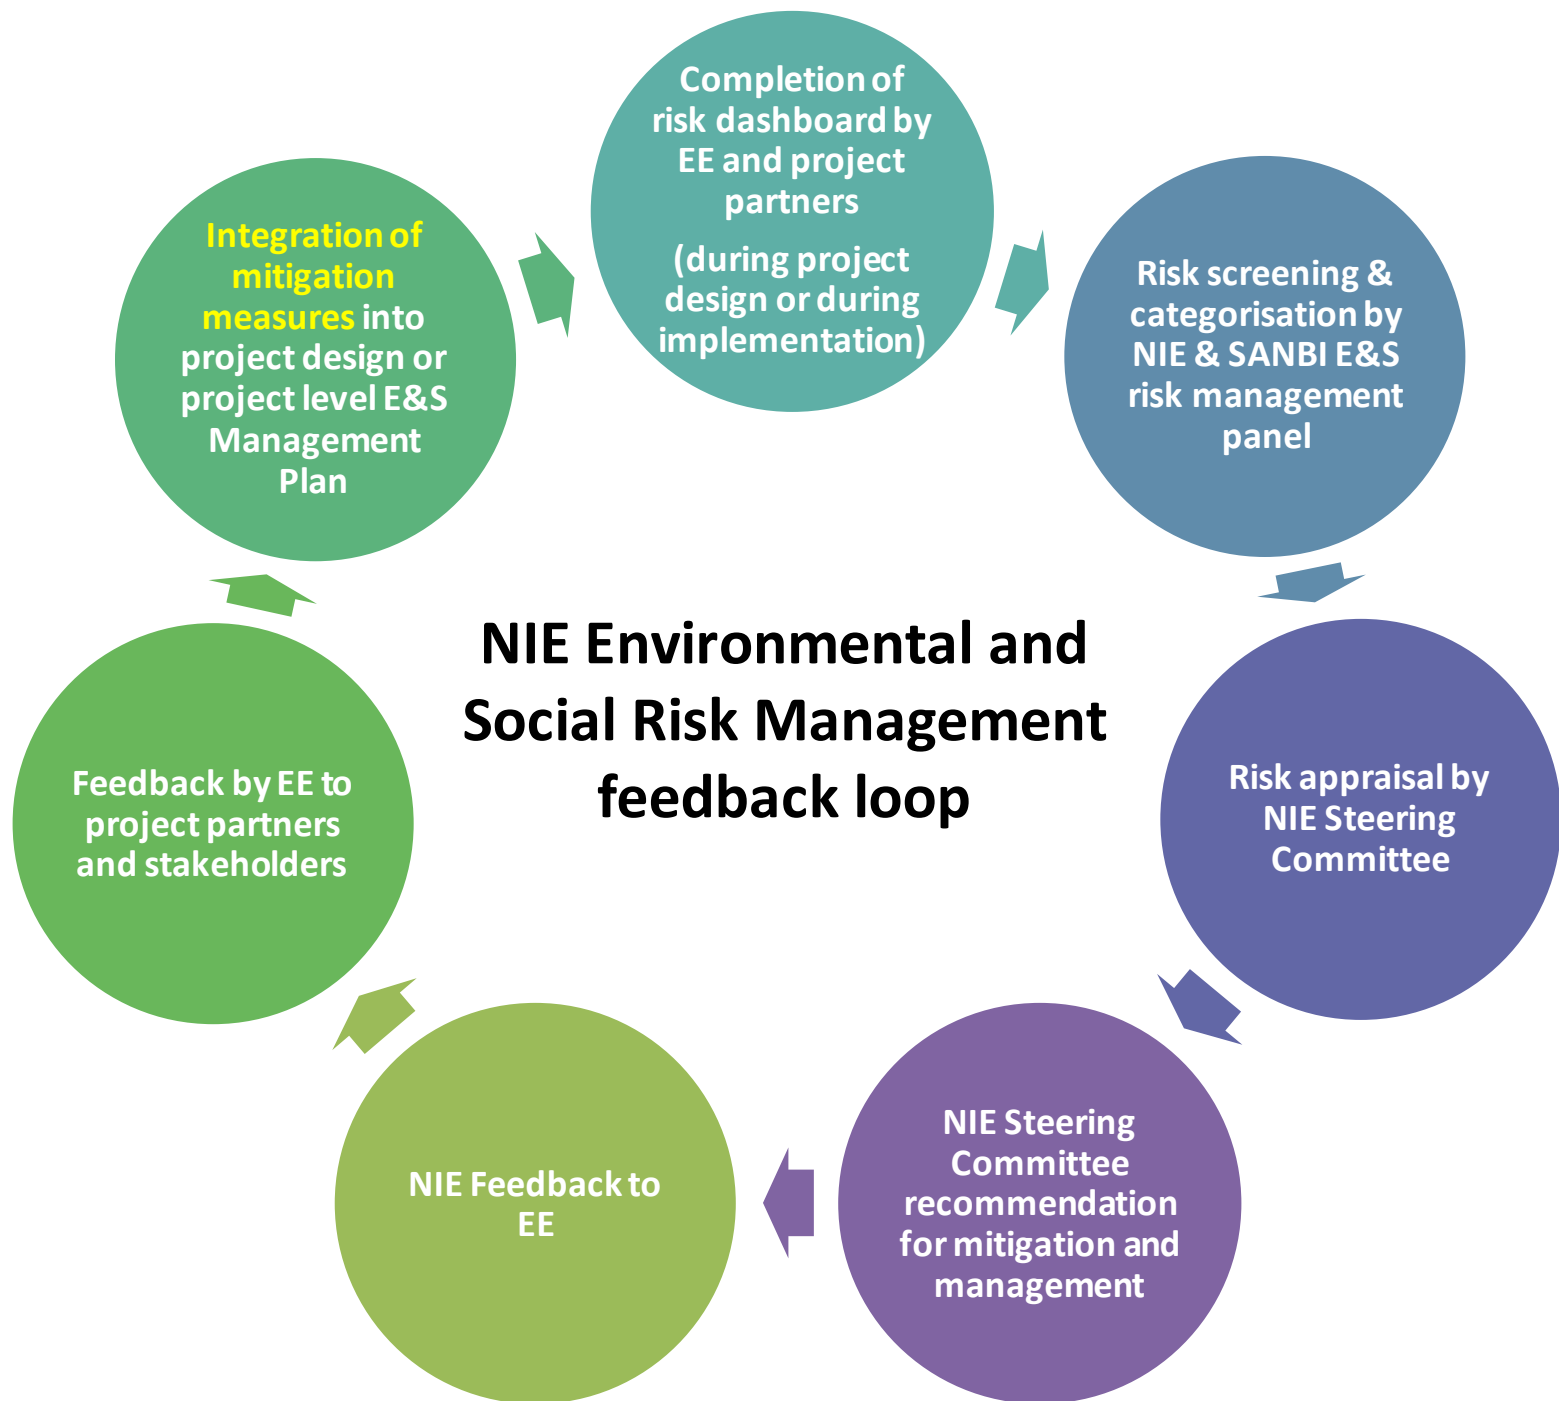 Completion of
risk dashboard by
EE and project
partners
(during project
design or during
implementation)
Risk screening &
categorisation by
NIE & SANBI E&S
risk management
panel
Risk appraisal by
NIE Steering
Committee
NIE Steering
Committee
recommendation
for mitigation and
management
NIE Feedback to
EE
Feedback by EE to
project partners
and stakeholders
Integration of
mitigation
measures into
project design or
project level E&S
Management
Plan
NIE Environmental and
Social Risk Management
feedback loop